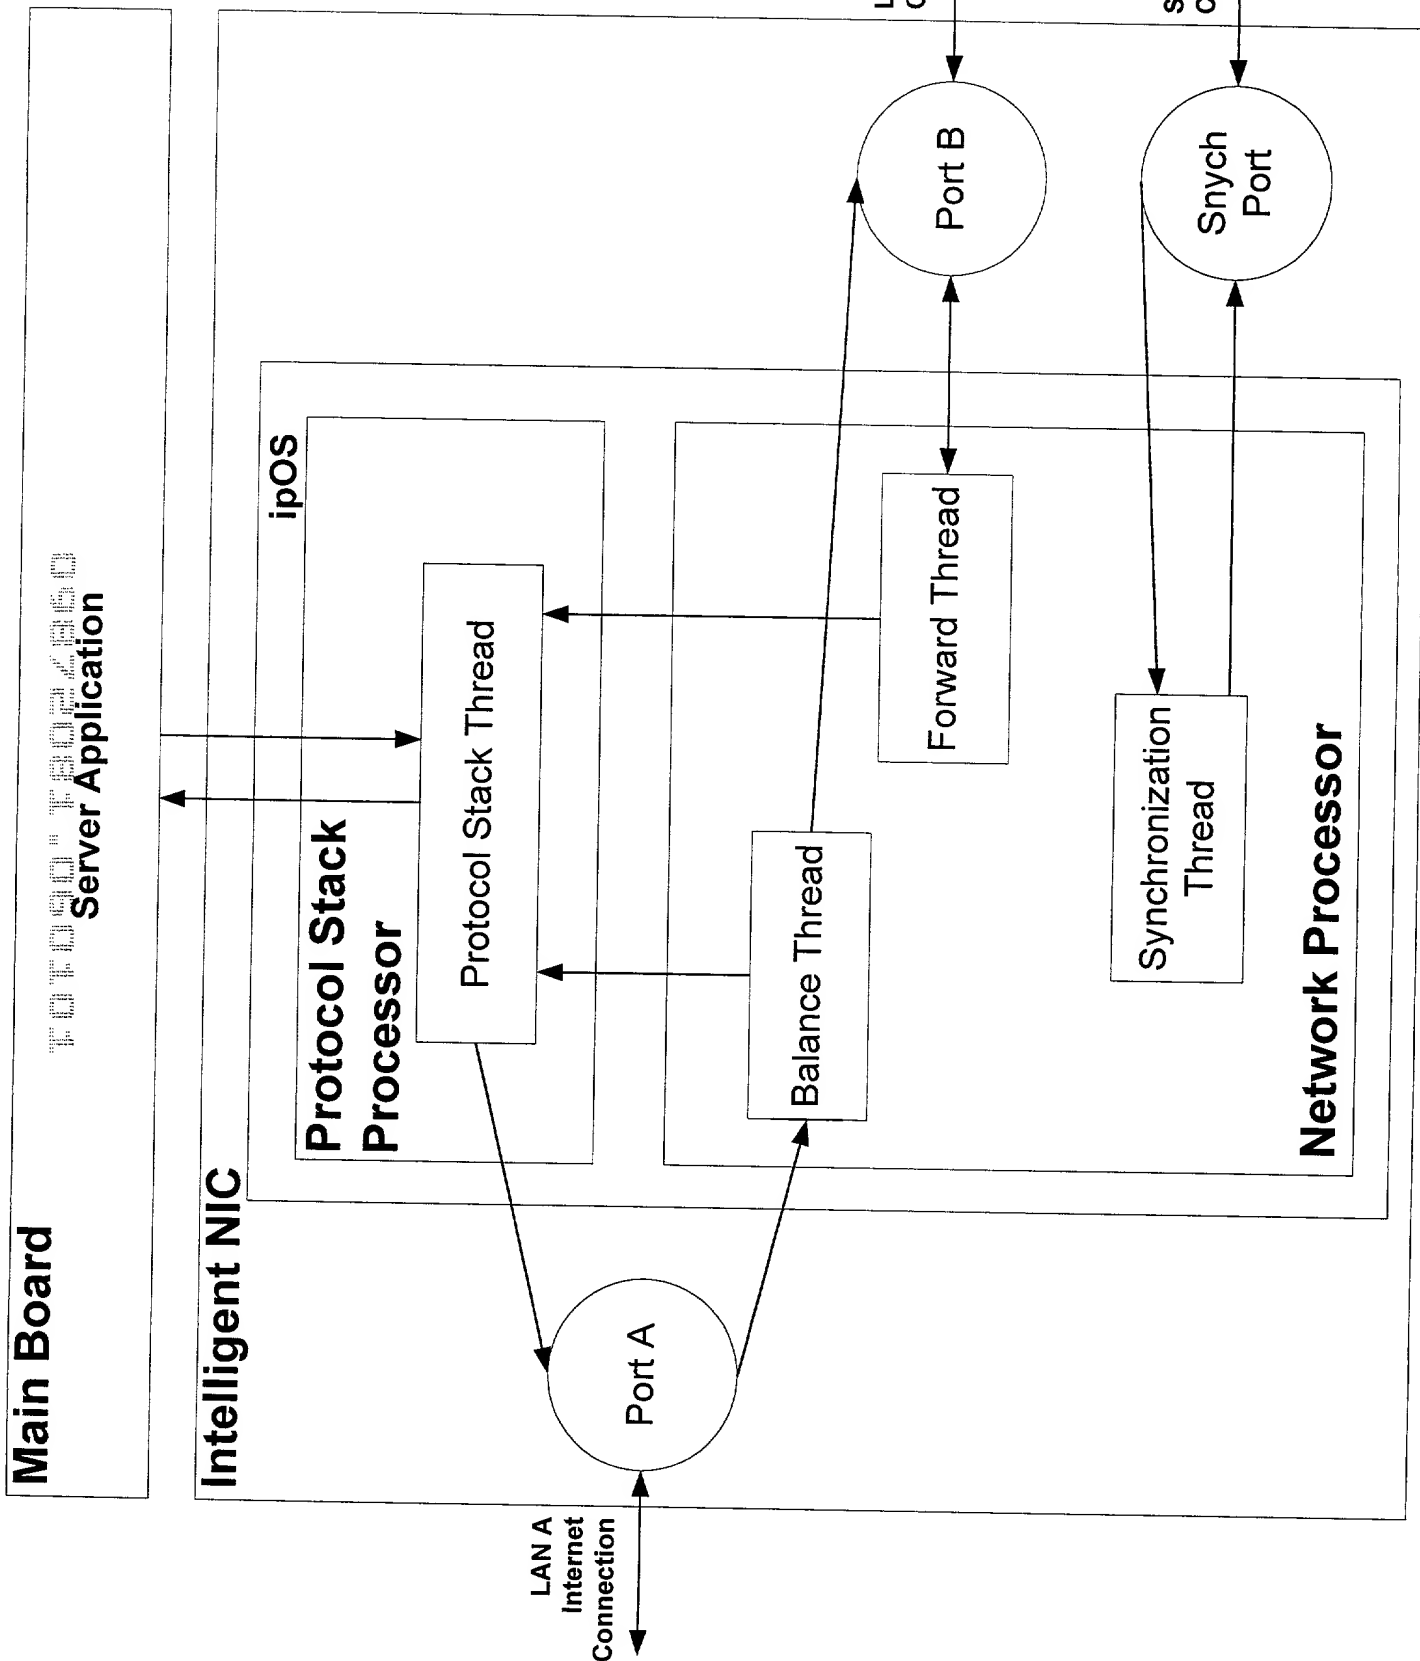 Main Board
Server Application
Intelligent NIC
ipOS
Protocol Stack
Processor
Protocol Stack Thread
Forward Thread
Balance Thread
Synchronization
Thread
Network Processor
Port A
Port B
Snych
Port
LAN A
Internet
Connection